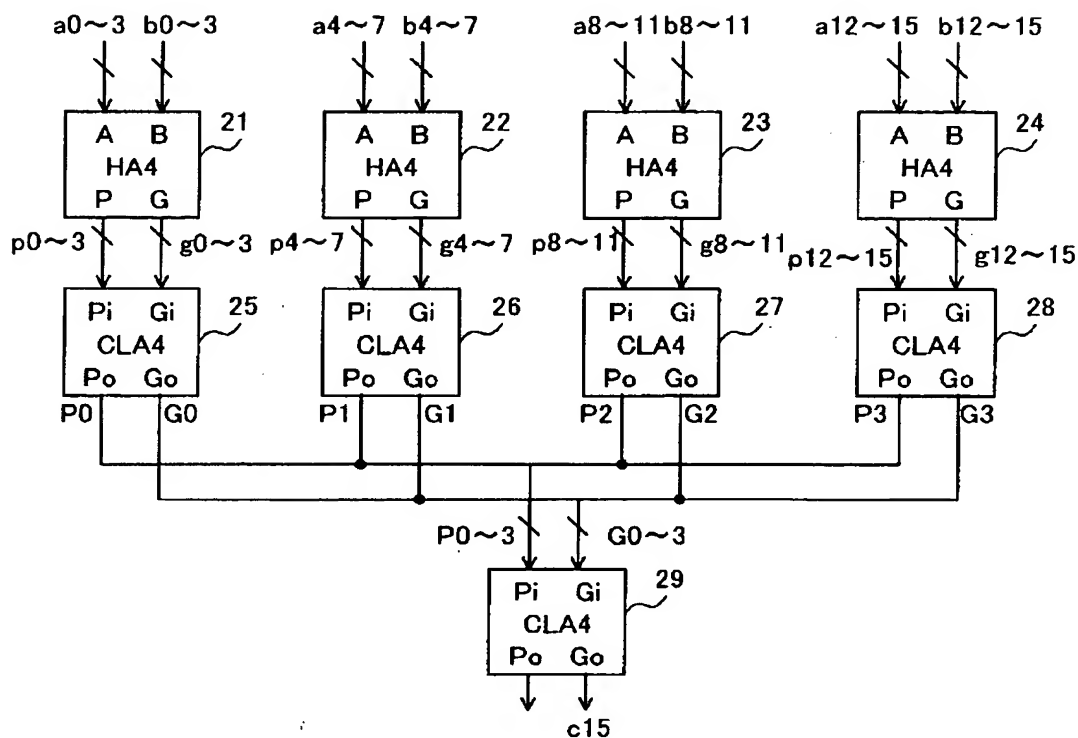 a0～3 b0～3 a4～7 b4～7 a8～11 b8～11 a12～15 b12～15
21 22 23 24
A B A B A B A B
HA4 HA4 HA4 HA4
P G P G P G P G
p0～3 g0～3 p4～7 g4～7 p8～11 g8～11 p12～15 g12～15
25 26 27 28
Pi Gi Pi Gi Pi Gi Pi Gi
CLA4 CLA4 CLA4 CLA4
Po Go Po Go Po Go Po Go
P0 G0 P1 G1 P2 G2 P3 G3
P0～3 G0～3
29
Pi Gi
CLA4
Po Go
c15